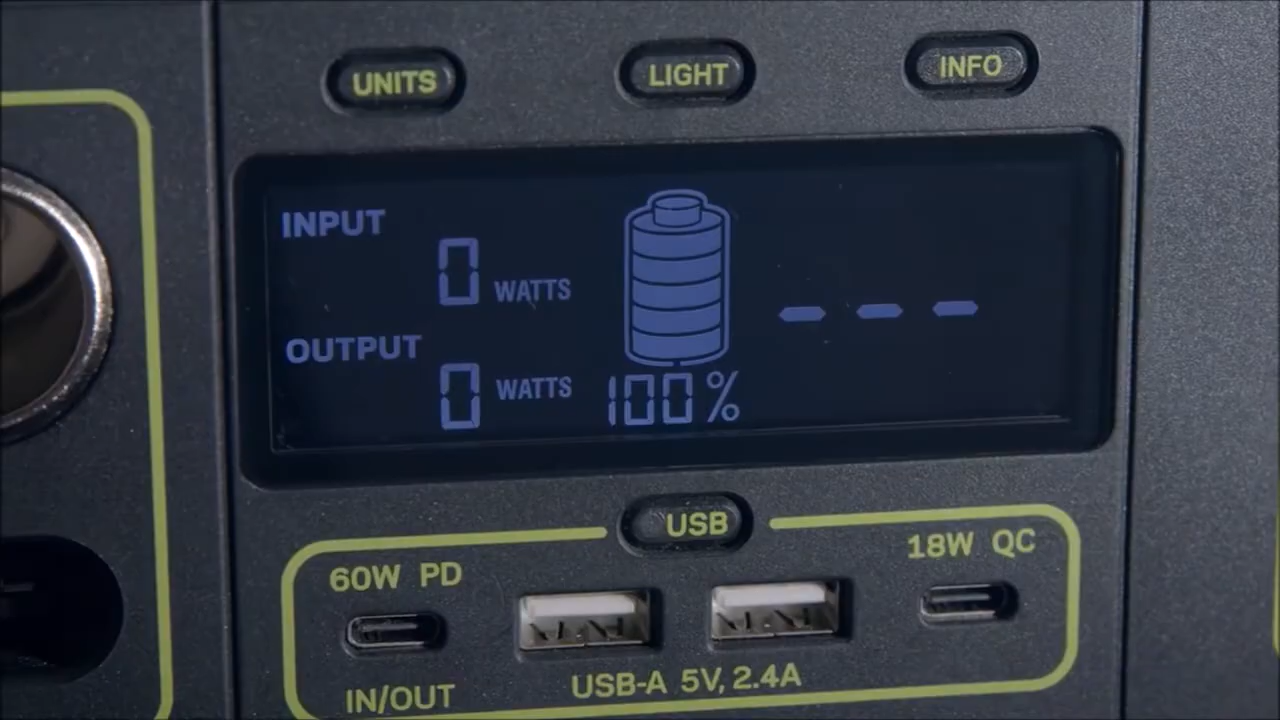 UNITS
LIGHT
INFO
INPUT
0 WATTS
OUTPUT
0 WATTS
100%
---
USB
60W PD
18W QC
IN/OUT
USB-A 5V, 2.4A